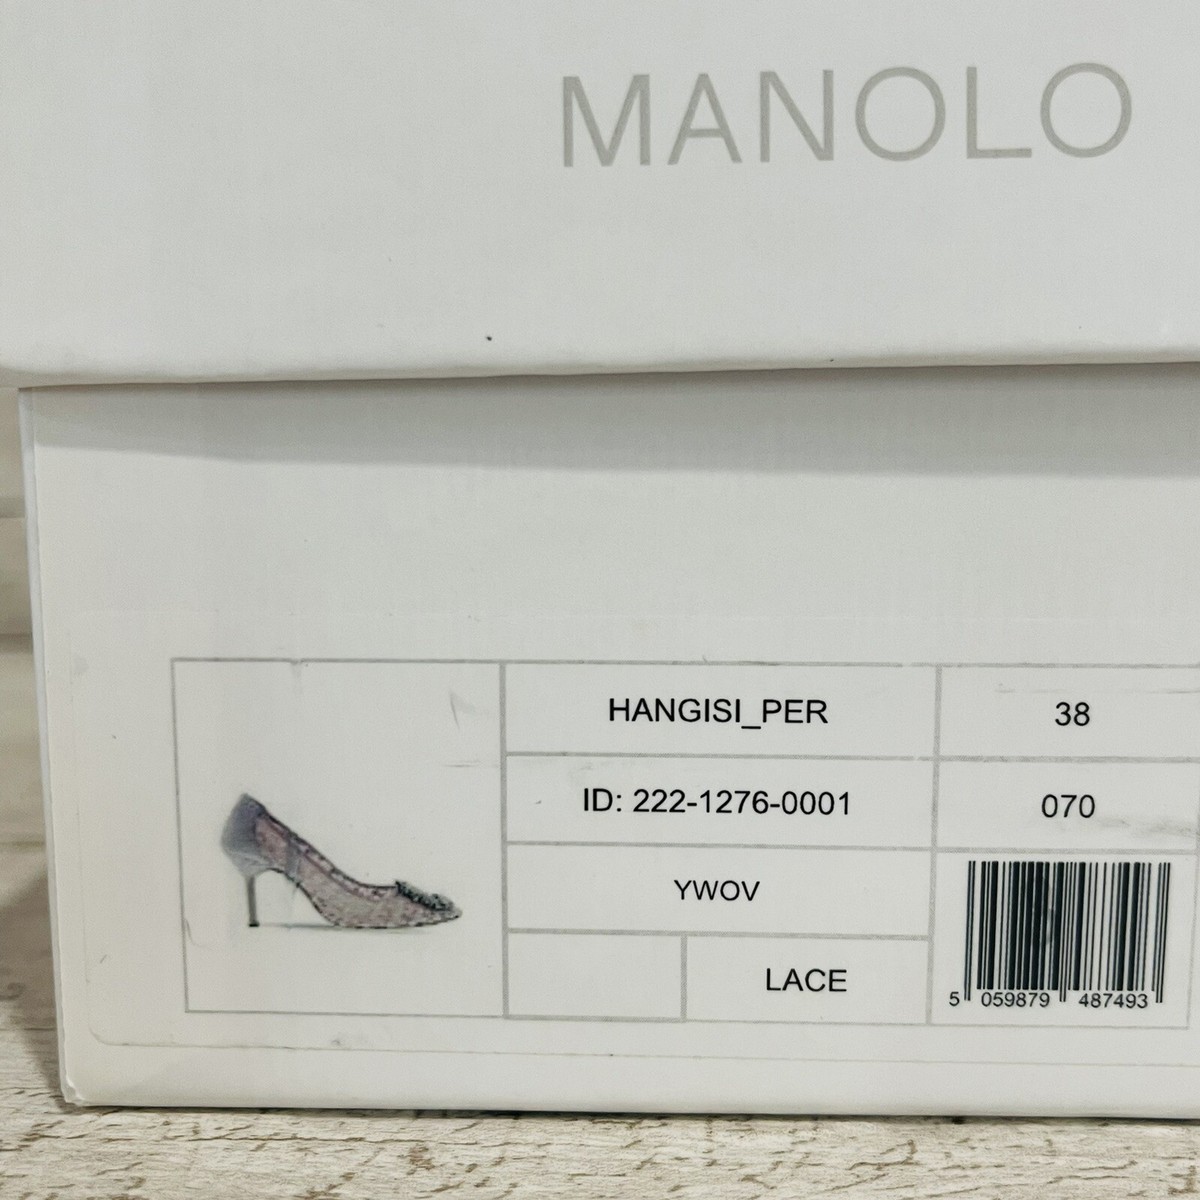 MANOLO
HANGISI_PER 38
ID: 222-1276-0001 070
YWOV
LACE
5 059879 487493